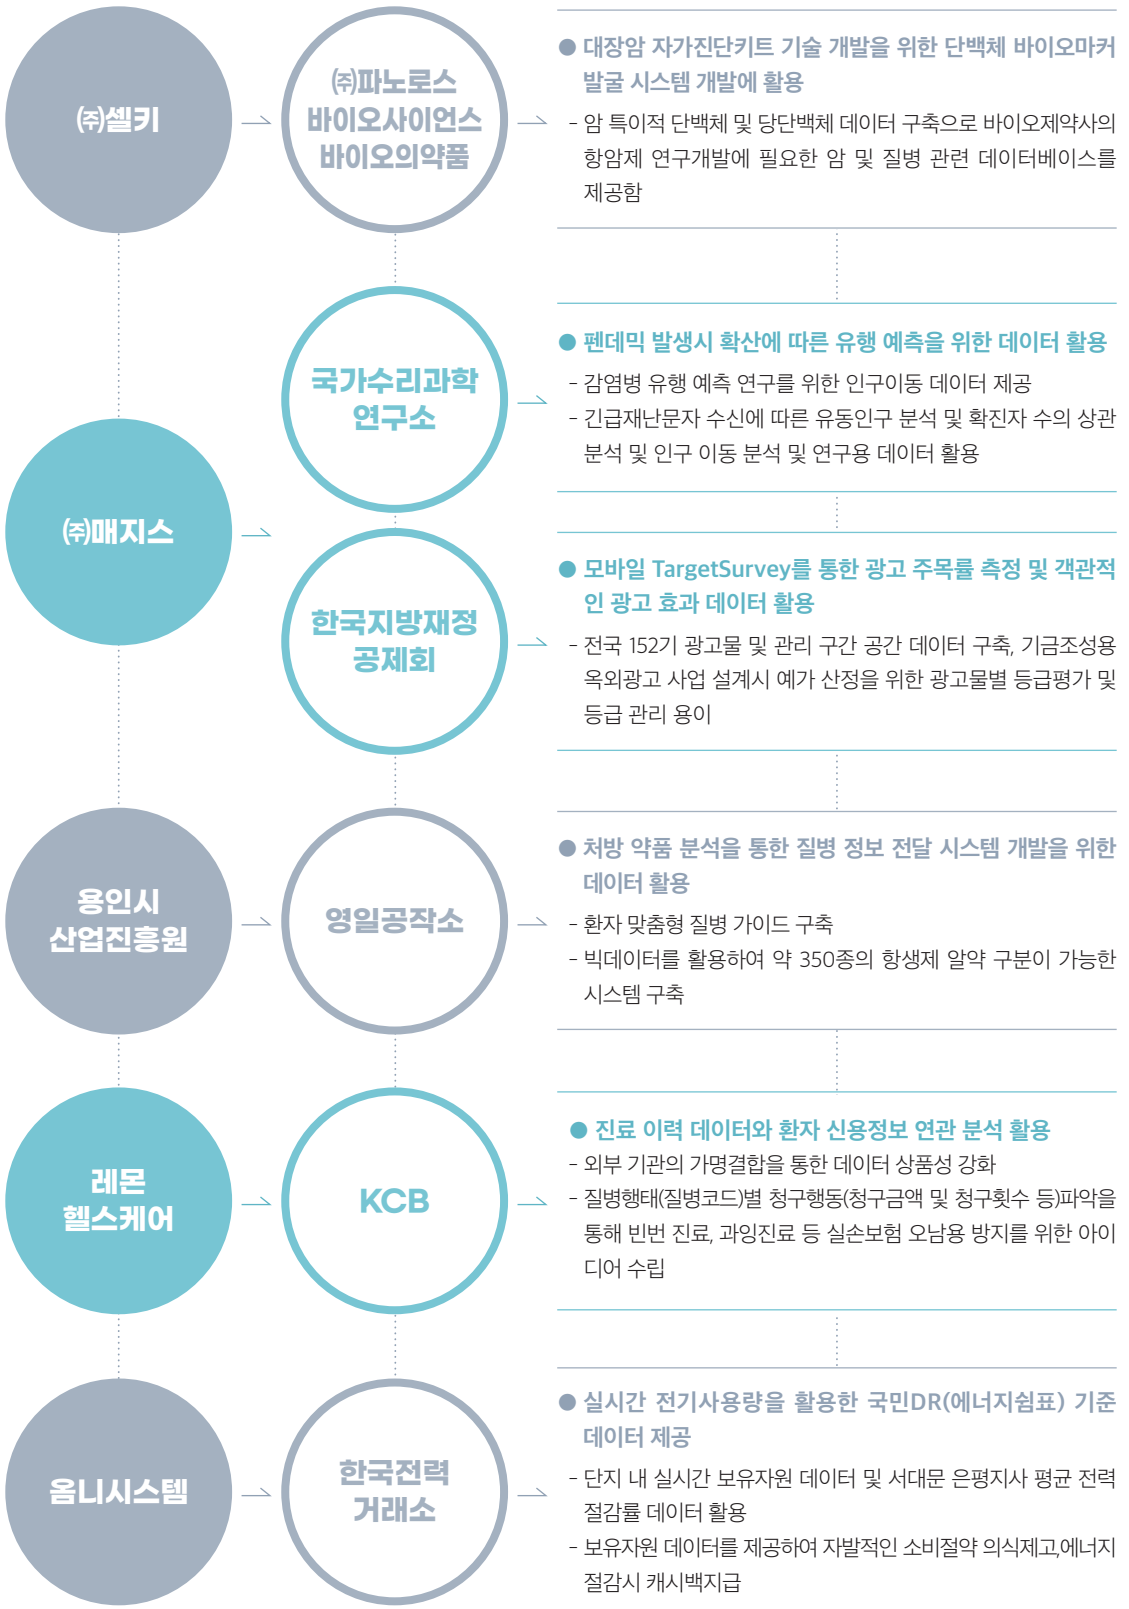 ㈜셀키
㈜파노로스
바이오사이언스
바이오의약품
● 대장암 자가진단키트 기술 개발을 위한 단백체 바이오마커
발굴 시스템 개발에 활용
- 암 특이적 단백체 및 당단백체 데이터 구축으로 바이오제약사의
항암제 연구개발에 필요한 암 및 질병 관련 데이터베이스를
제공함
㈜매지스
국가수리과학
연구소
● 펜데믹 발생시 확산에 따른 유행 예측을 위한 데이터 활용
- 감염병 유행 예측 연구를 위한 인구이동 데이터 제공
- 긴급재난문자 수신에 따른 유동인구 분석 및 확진자 수의 상관
분석 및 인구 이동 분석 및 연구용 데이터 활용
한국지방재정
공제회
● 모바일 TargetSurvey를 통한 광고 주목률 측정 및 객관적
인 광고 효과 데이터 활용
- 전국 152기 광고물 및 관리 구간 공간 데이터 구축, 기금조성용
옥외광고 사업 설계시 예가 산정을 위한 광고물별 등급평가 및
등급 관리 용이
용인시
산업진흥원
영일공작소
● 처방 약품 분석을 통한 질병 정보 전달 시스템 개발을 위한
데이터 활용
- 환자 맞춤형 질병 가이드 구축
- 빅데이터를 활용하여 약 350종의 항생제 알약 구분이 가능한
시스템 구축
레몬
헬스케어
KCB
● 진료 이력 데이터와 환자 신용정보 연관 분석 활용
- 외부 기관의 가명결합을 통한 데이터 상품성 강화
- 질병행태(질병코드)별 청구행동(청구금액 및 청구횟수 등)파악을
통해 빈번 진료, 과잉진료 등 실손보험 오남용 방지를 위한 아이
디어 수립
옴니시스템
한국전력
거래소
● 실시간 전기사용량을 활용한 국민DR(에너지쉼표) 기준
데이터 제공
- 단지 내 실시간 보유자원 데이터 및 서대문 은평지사 평균 전력
절감률 데이터 활용
- 보유자원 데이터를 제공하여 자발적인 소비절약 의식제고,에너지
절감시 캐시백지급